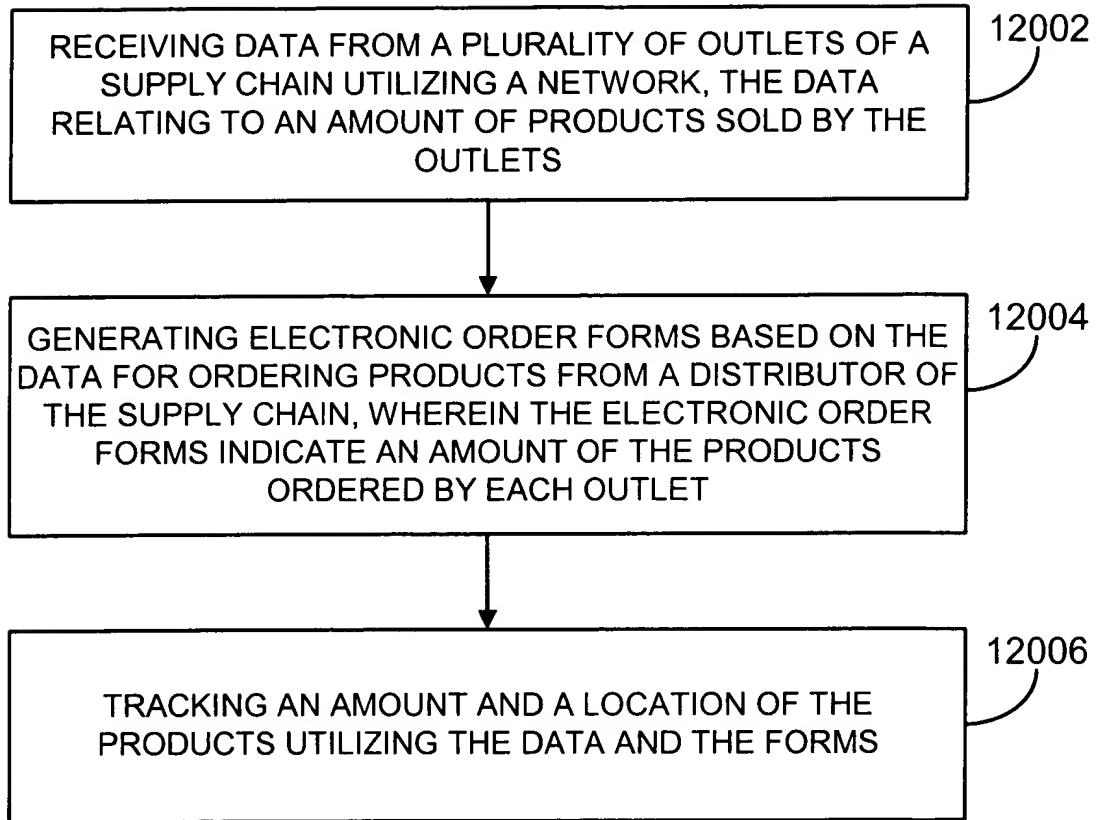 RECEIVING DATA FROM A PLURALITY OF OUTLETS OF A
SUPPLY CHAIN UTILIZING A NETWORK, THE DATA
RELATING TO AN AMOUNT OF PRODUCTS SOLD BY THE
OUTLETS
12002
GENERATING ELECTRONIC ORDER FORMS BASED ON THE
DATA FOR ORDERING PRODUCTS FROM A DISTRIBUTOR OF
THE SUPPLY CHAIN, WHEREIN THE ELECTRONIC ORDER
FORMS INDICATE AN AMOUNT OF THE PRODUCTS
ORDERED BY EACH OUTLET
12004
TRACKING AN AMOUNT AND A LOCATION OF THE
PRODUCTS UTILIZING THE DATA AND THE FORMS
12006